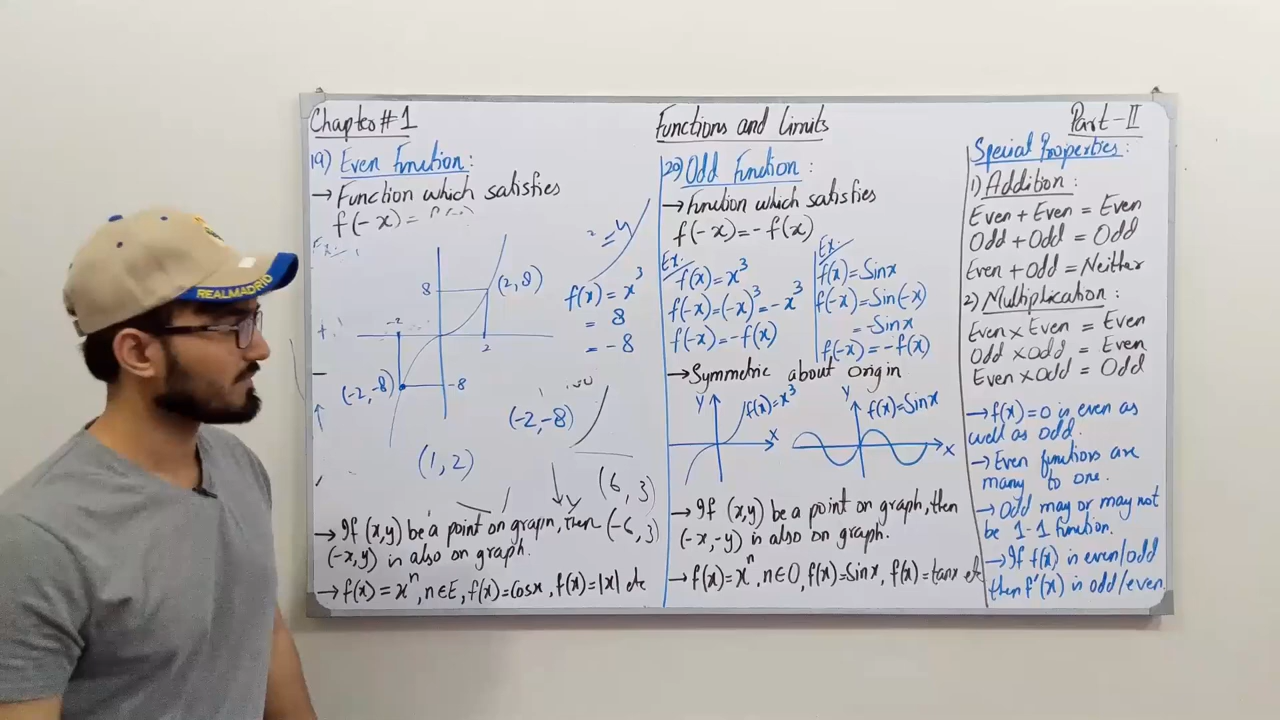 Chapter # 1
Functions and Limits
Part-II
19) Even Function:
→ Function which satisfies
f(-x) =
8
(2,8)
-2
2
(-2,-8)
-8
= y
f(x) = x³
= 8
= -8
(-2,-8)
(1,2)
(6,3)
→ If (x,y) be a point on graph, then (-6,3)
(-x,y) is also on graph.
→ f(x) = xⁿ, n∈E, f(x)=Cosx, f(x)=|x| etc
20) Odd Function:
→ Function which satisfies
f(-x) = -f(x)
Ex:-
f(x) = x³
f(-x) = (-x)³ = -x³
f(-x) = -f(x)
Ex:-
f(x) = Sinx
f(-x) = Sin(-x)
= -Sinx
f(-x) = -f(x)
→ Symmetric about origin
y
f(x)=x³
x
y
f(x)=Sinx
x
→ If (x,y) be a point on graph, then
(-x,-y) is also on graph.
→ f(x)=xⁿ, n∈O, f(x)=Sinx, f(x)=tanx etc
Special Properties:
1) Addition:
Even + Even = Even
Odd + Odd = Odd
Even + Odd = Neither
2) Multiplication:
Even × Even = Even
Odd × Odd = Even
Even × Odd = Odd
→ f(x)=0 is even as
well as odd.
→ Even functions are
many to one.
→ Odd may or may not
be 1-1 function.
→ If f(x) is even/odd
then f'(x) is odd/even.
REALMADRID